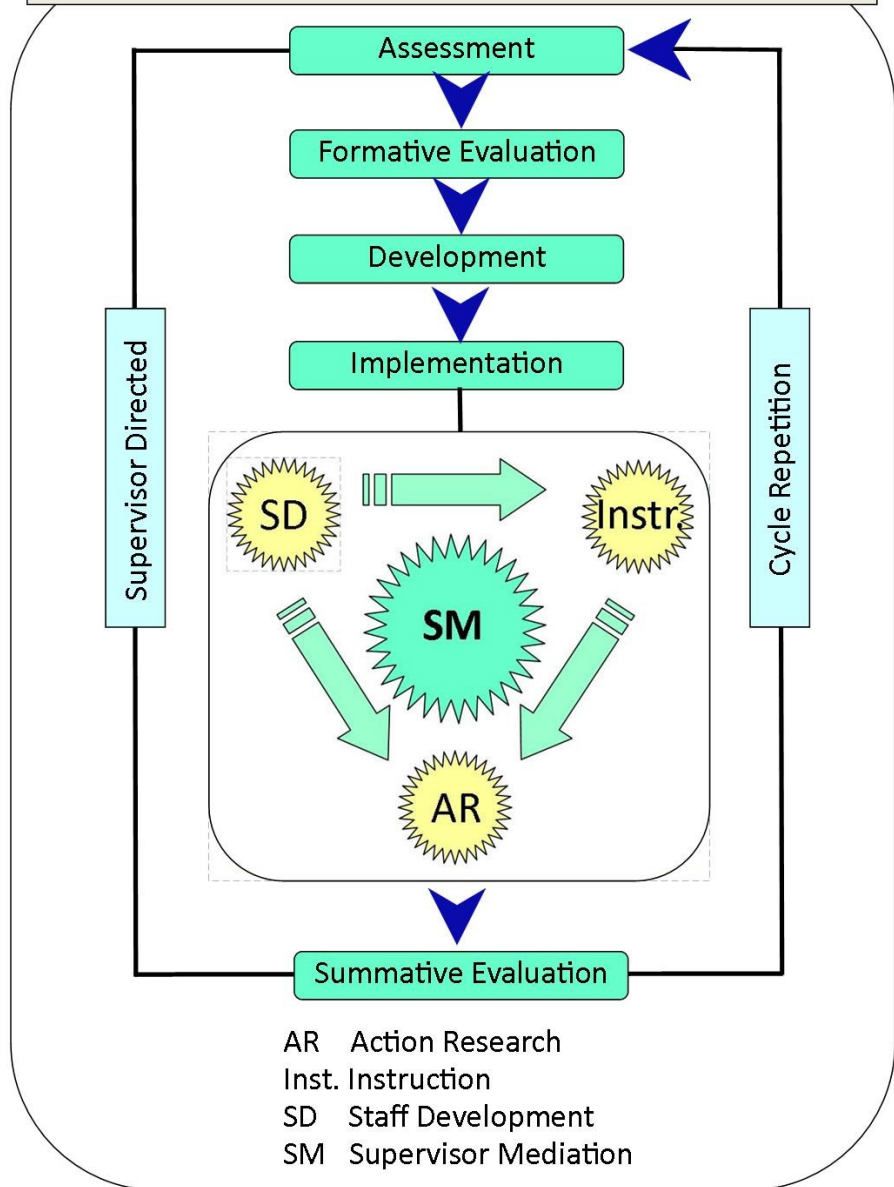 Assessment
Formative Evaluation
Development
Implementation
Supervisor Directed
Cycle Repetition
SD
Instr.
SM
AR
Summative Evaluation
AR Action Research
Inst. Instruction
SD Staff Development
SM Supervisor Mediation